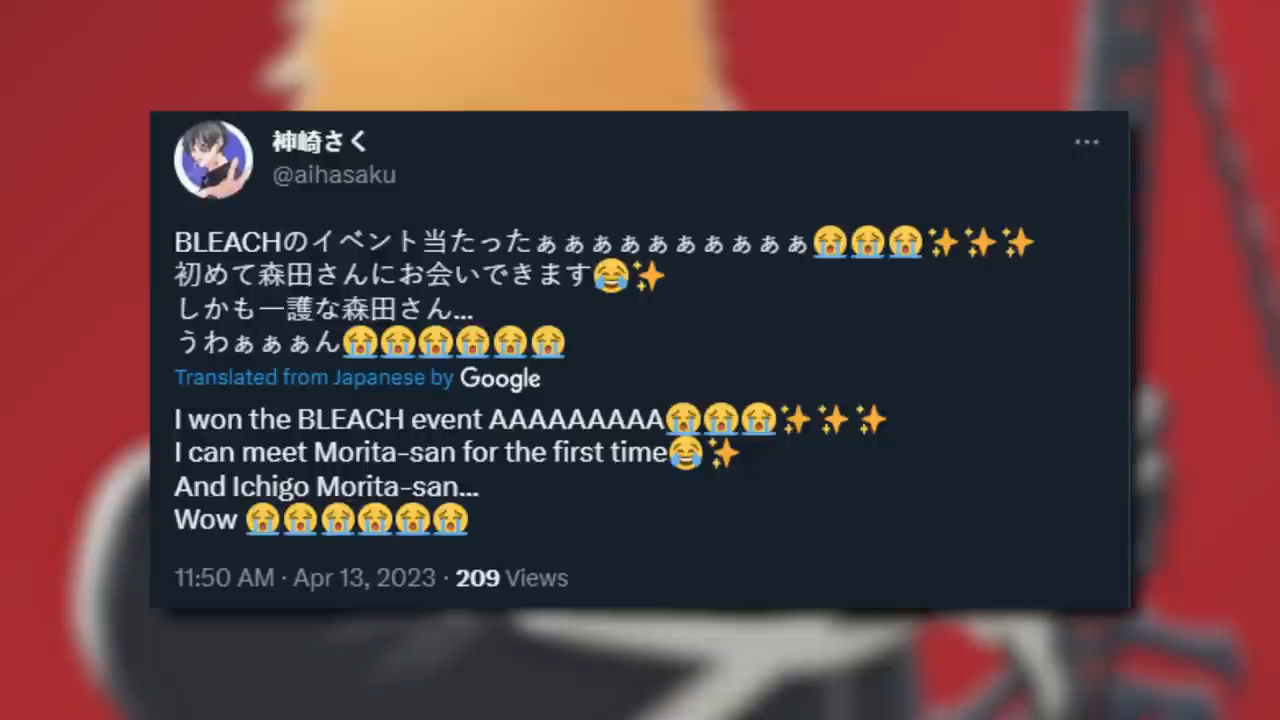 神崎さく
@aihasaku
BLEACHのイベント当たったぁぁぁぁぁぁぁぁぁぁ😭😭😭✨✨✨
初めて森田さんにお会いできます😂✨
しかも一護な森田さん...
うわぁぁぁん😭😭😭😭😭😭
Translated from Japanese by Google
I won the BLEACH event AAAAAAAAA😭😭😭✨✨✨
I can meet Morita-san for the first time😂✨
And Ichigo Morita-san...
Wow 😭😭😭😭😭😭
11:50 AM · Apr 13, 2023 · 209 Views